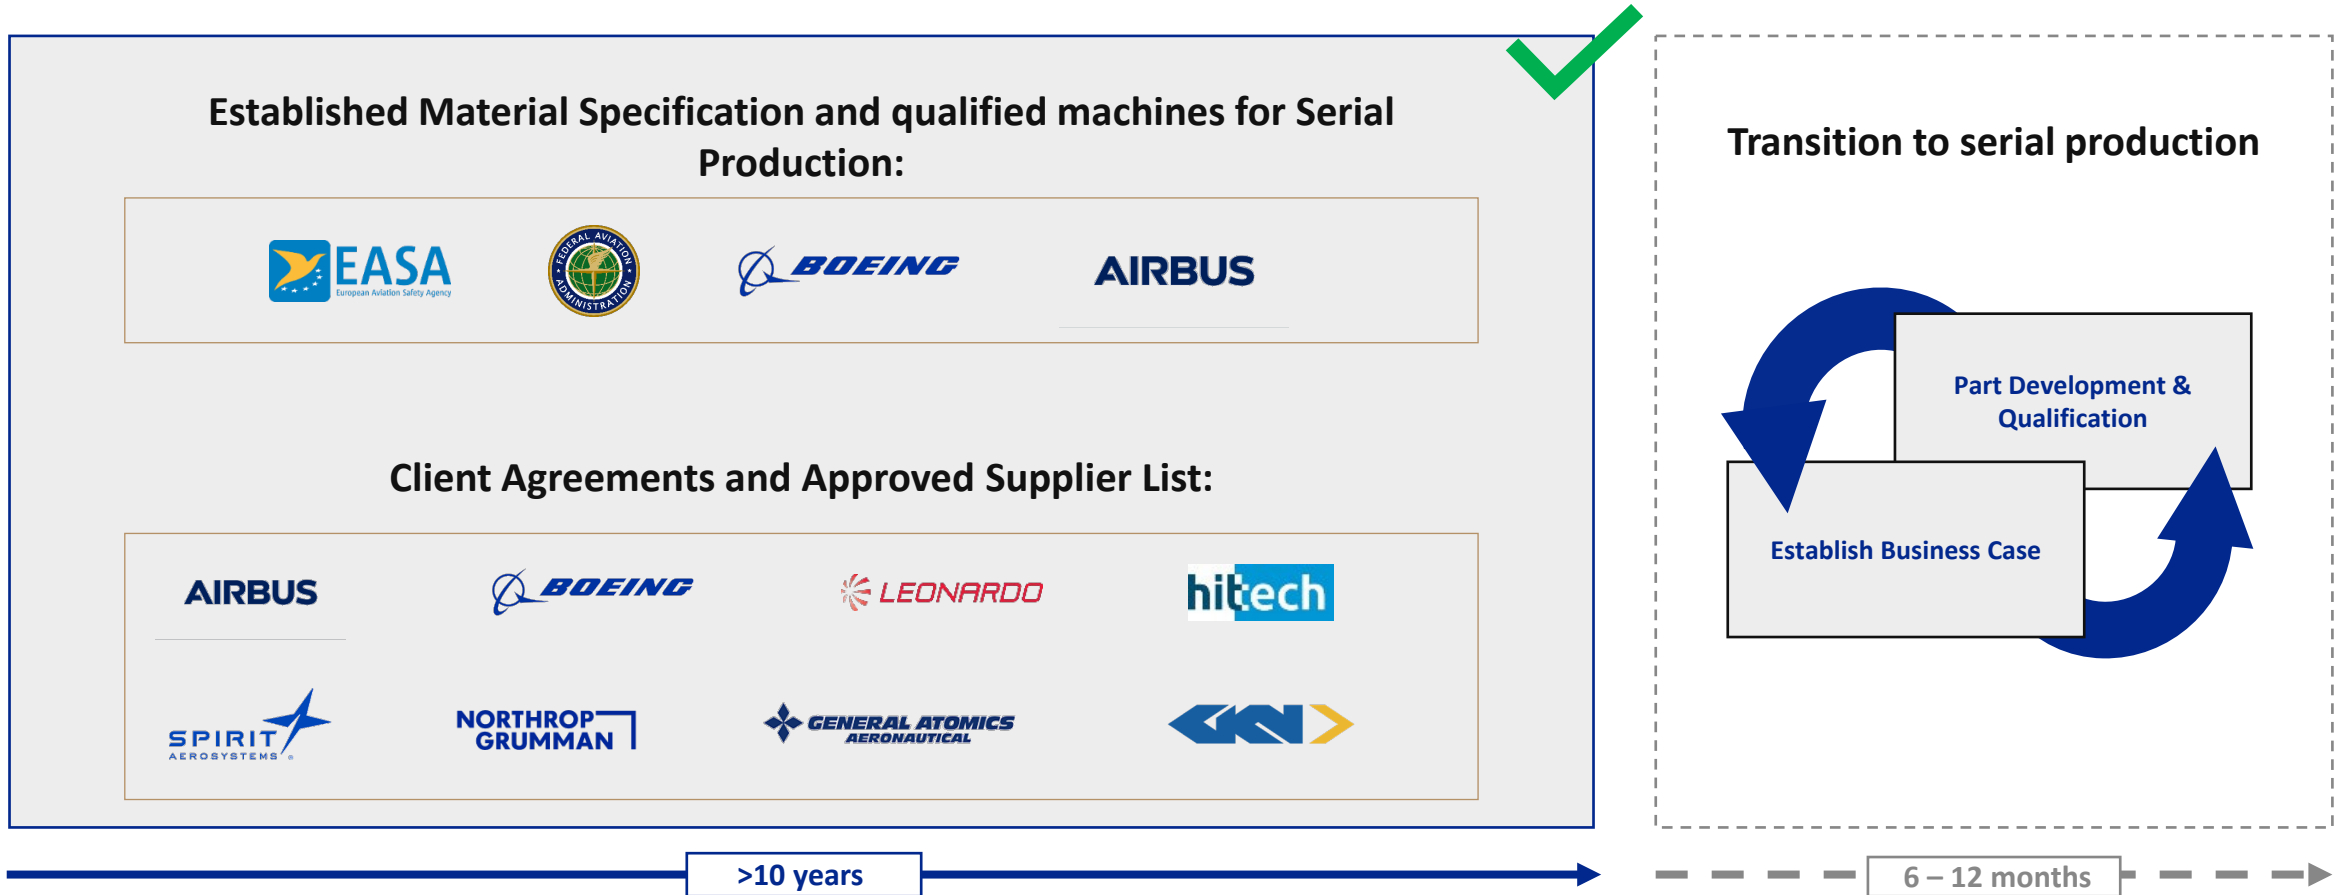 Established Material Specification and qualified machines for Serial
Production:
EASA
European Aviation Safety Agency
FEDERAL AVIATION
ADMINISTRATION
BOEING
AIRBUS
Client Agreements and Approved Supplier List:
AIRBUS
BOEING
LEONARDO
hittech
SPIRIT
AEROSYSTEMS ®
NORTHROP
GRUMMAN
GENERAL ATOMICS
AERONAUTICAL
GKN
>10 years
Transition to serial production
Part Development &
Qualification
Establish Business Case
6 – 12 months